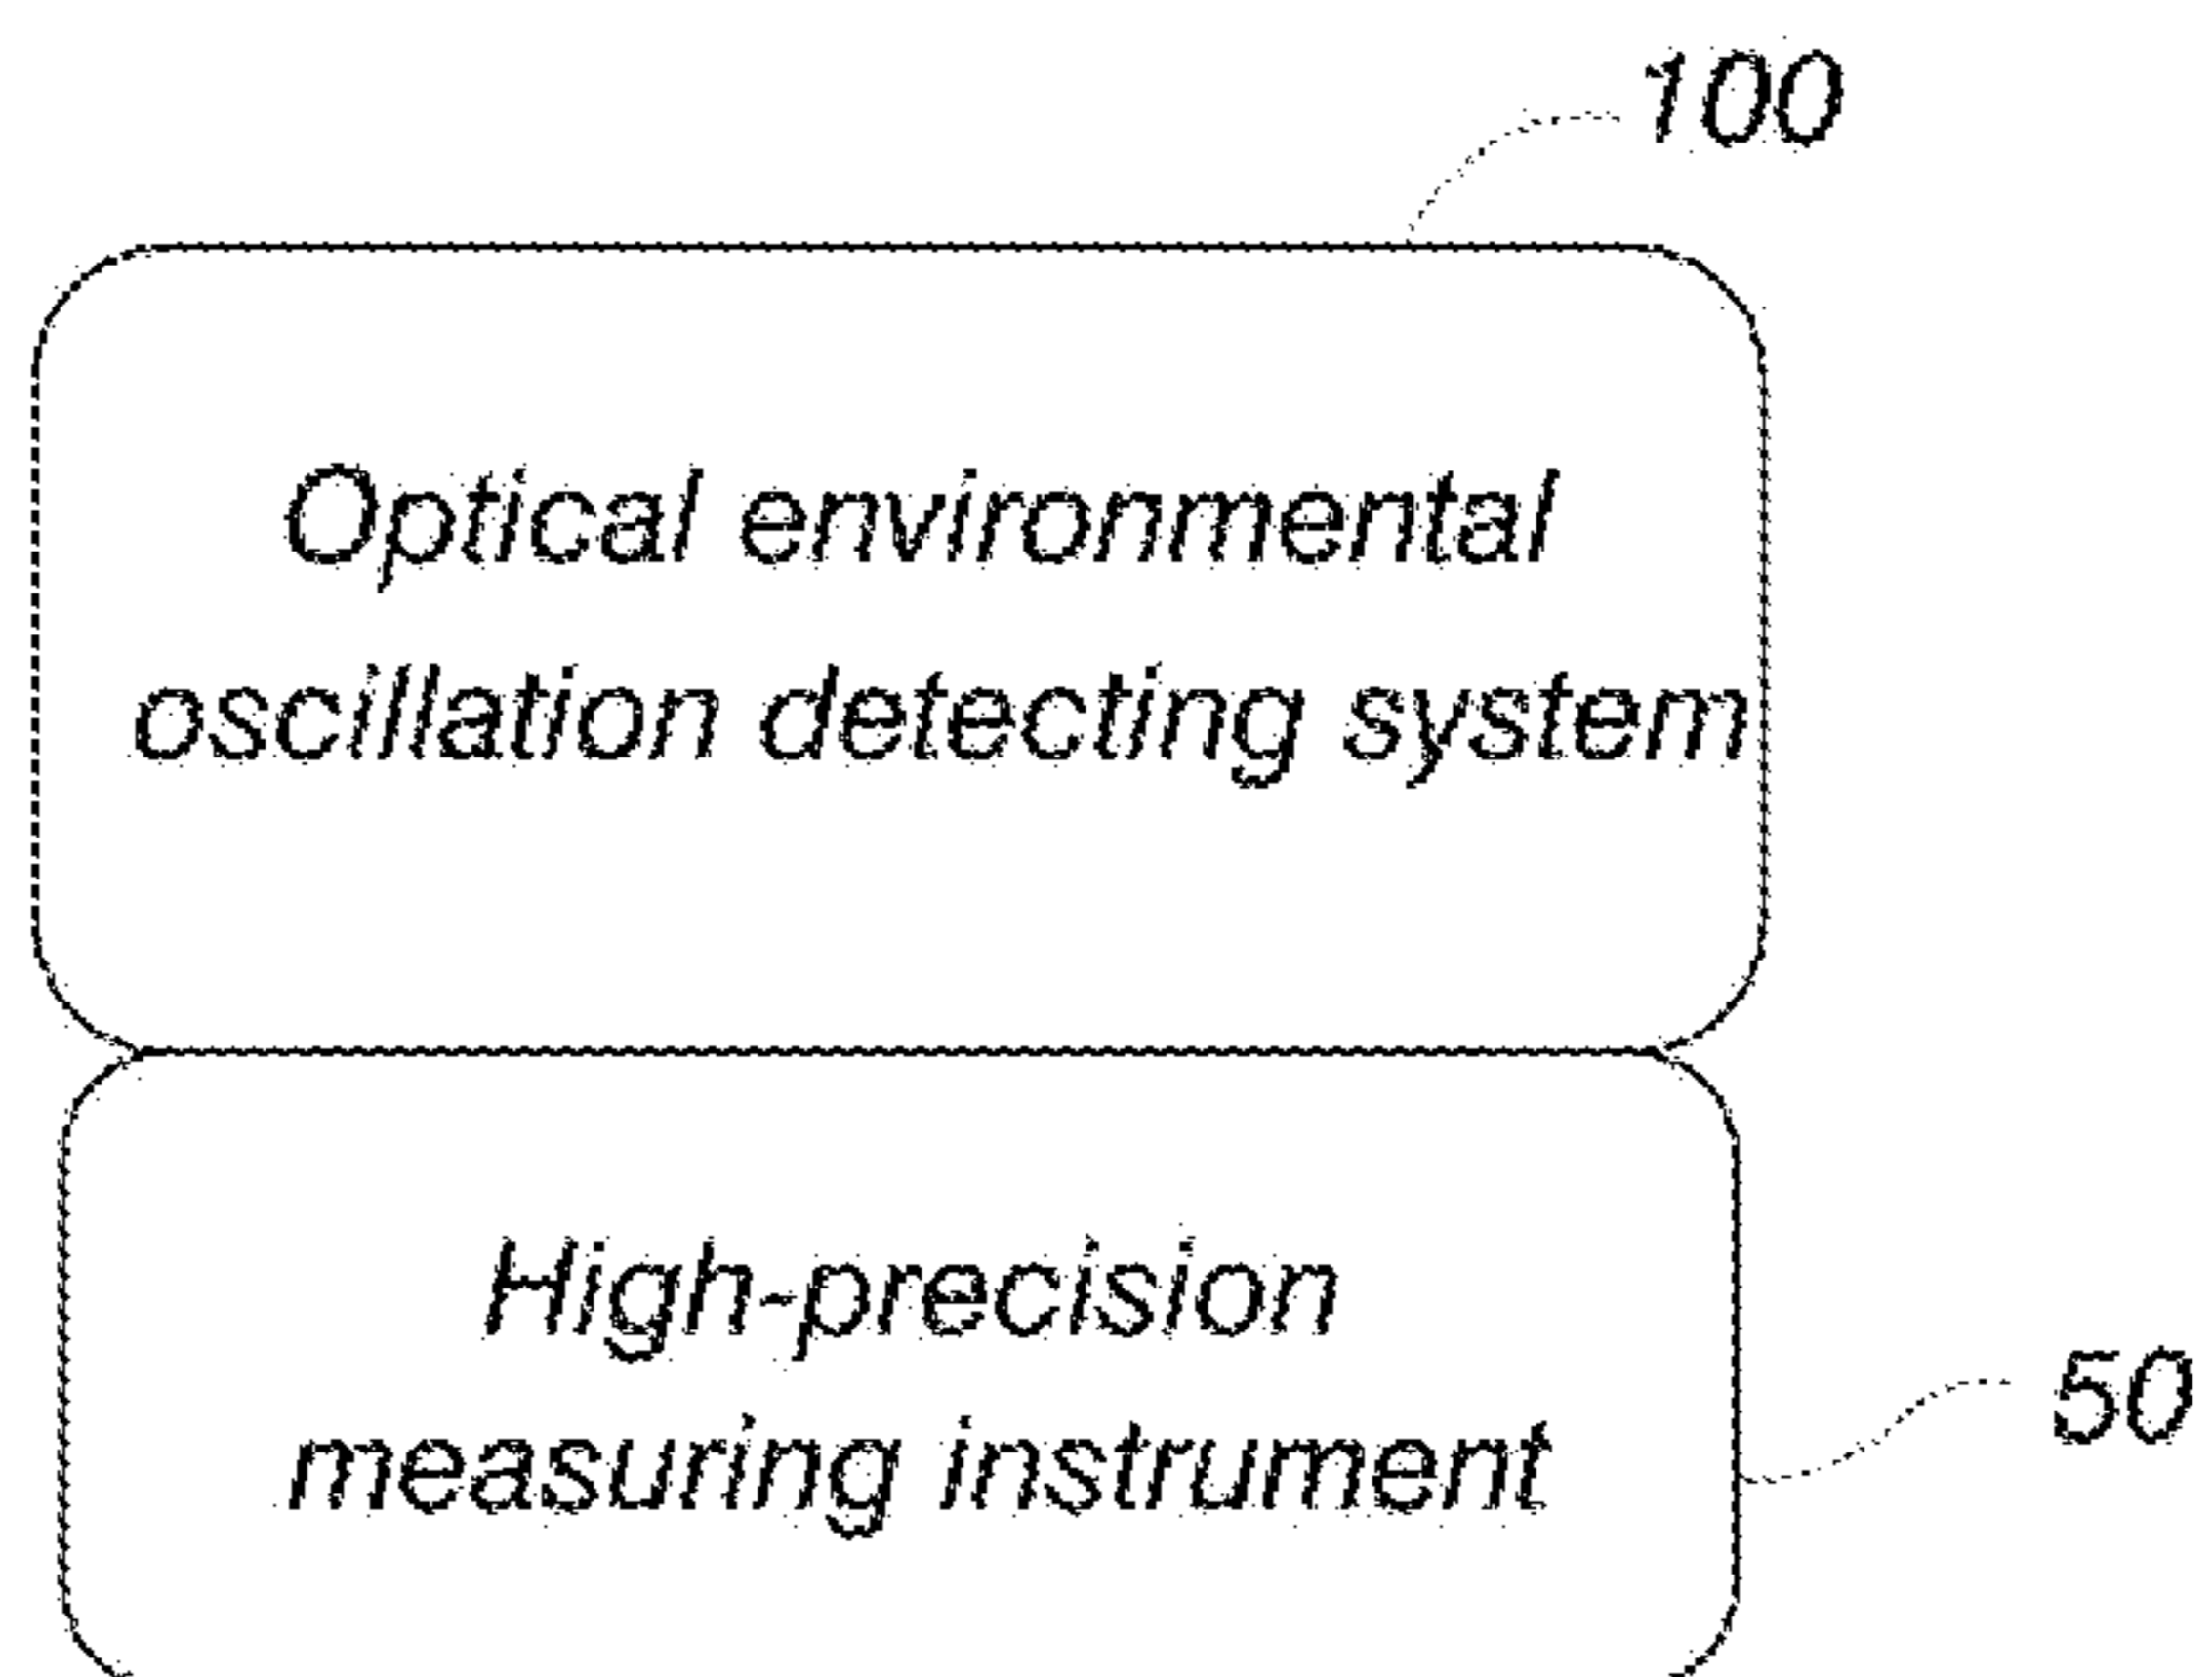 100
Optical environmental
oscillation detecting system
High-precision
measuring instrument
50